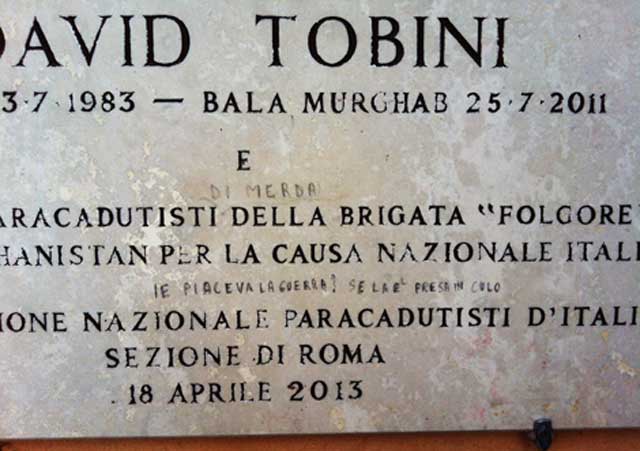 DAVID TOBINI
3·7·1983 — BALA MURGHAB 25·7·2011
E
DI MERDA
PARACADUTISTI DELLA BRIGATA "FOLGORE"
HANISTAN PER LA CAUSA NAZIONALE ITALI
IE PIACEVA LA GUERRA? SE LA E' PRESA IN CULO
IONE NAZIONALE PARACADUTISTI D'ITALI
SEZIONE DI ROMA
18 APRILE 2013